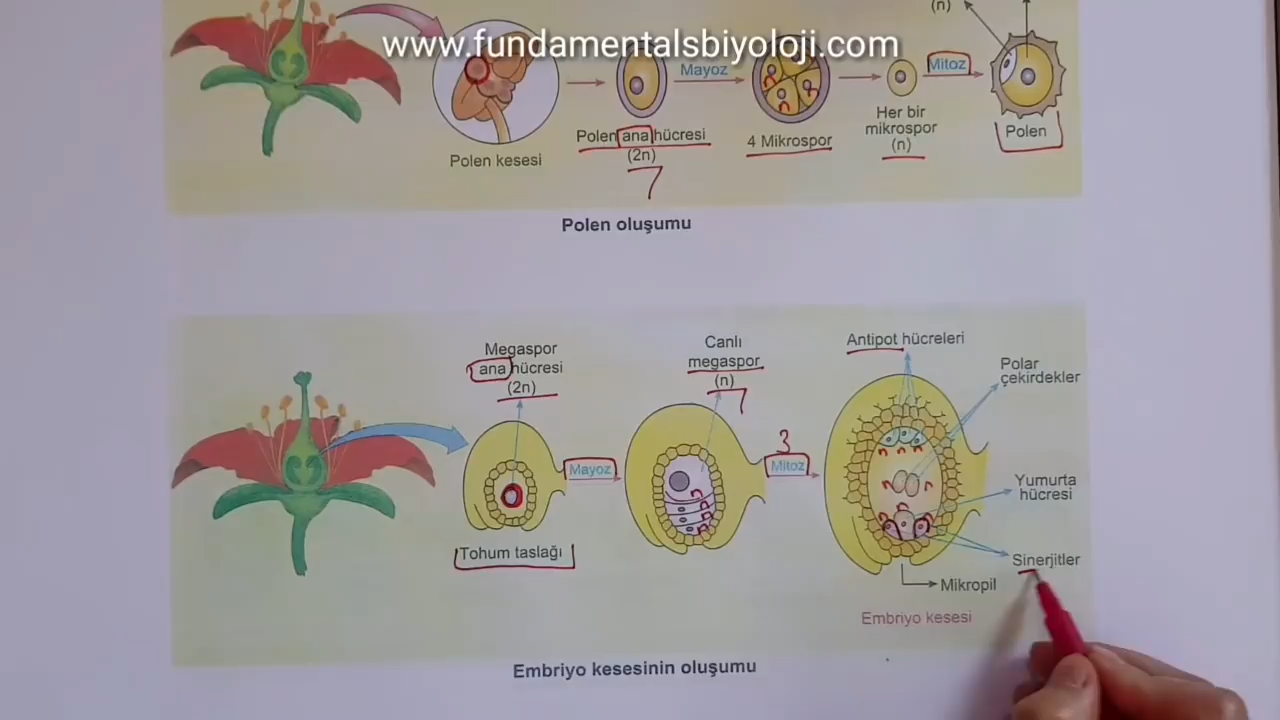 (n)
www.fundamentalsbiyoloji.com
Mayoz
Mitoz
Polen kesesi
Polen ana hücresi
(2n)
4 Mikrospor
Her bir
mikrospor
(n)
Polen
Polen oluşumu
Megaspor
ana hücresi
(2n)
Canlı
megaspor
(n)
Antipot hücreleri
Polar
çekirdekler
Mayoz
3
Mitoz
Yumurta
hücresi
Tohum taslağı
Sinerjitler
Mikropil
Embriyo kesesi
Embriyo kesesinin oluşumu